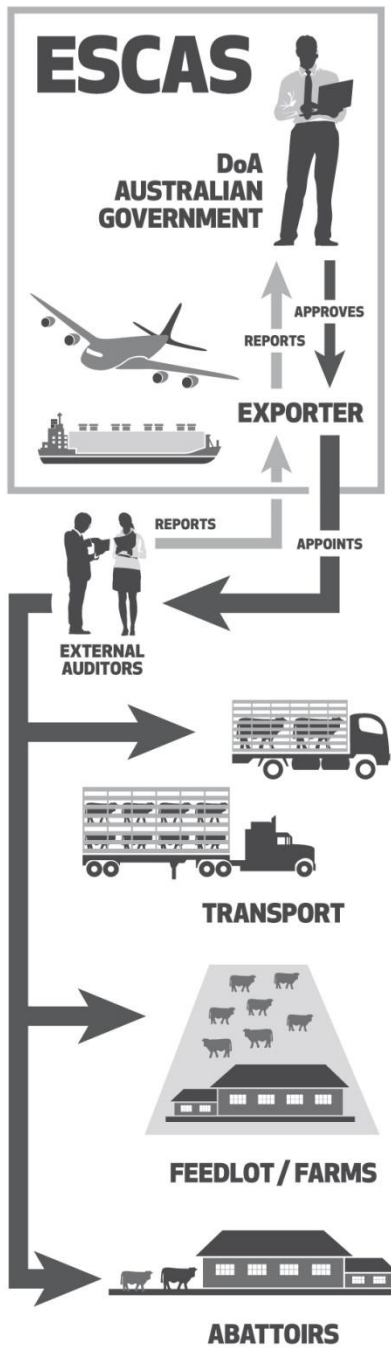 ESCAS
DoA
AUSTRALIAN
GOVERNMENT
APPROVES
REPORTS
EXPORTER
REPORTS
APPOINTS
EXTERNAL
AUDITORS
TRANSPORT
FEEDLOT / FARMS
ABATTOIRS